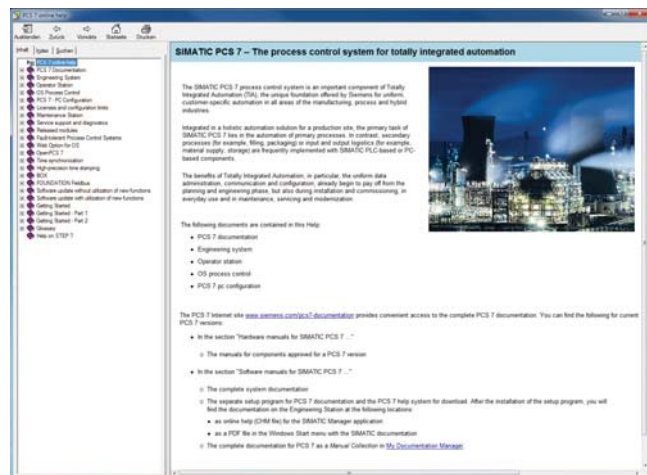 PCS 7 online help
Ausblenden Zurück Vorwärts Startseite Drucken
Inhalt Index Suchen
PCS 7 online help
PCS 7 Documentation
Engineering System
Operator Station
OS Process Control
PCS 7 - PC Configuration
Licenses and configuration limits
Maintenance Station
Service support and diagnostics
Released modules
Fault-tolerant Process Control Systems
Web Option for OS
OpenPCS 7
Time synchronization
High-precision time stamping
BOX
FOUNDATION Fieldbus
Software update without utilization of new functions
Software update with utilization of new functions
Getting Started
Getting Started - Part 1
Getting Started - Part 2
Glossary
Help on STEP 7
SIMATIC PCS 7 – The process control system for totally integrated automation
The SIMATIC PCS 7 process control system is an important component of Totally
Integrated Automation (TIA), the unique foundation offered by Siemens for uniform,
customer-specific automation in all areas of the manufacturing, process and hybrid
industries.
Integrated in a holistic automation solution for a production site, the primary task of
SIMATIC PCS 7 lies in the automation of primary processes. In contrast, secondary
processes (for example, filling, packaging) or input and output logistics (for example,
material supply, storage) are frequently implemented with SIMATIC PLC-based or PC-
based components.
The benefits of Totally Integrated Automation, in particular, the uniform data
administration, communication and configuration, already begin to pay off from the
planning and engineering phase, but also during installation and commissioning, in
everyday use and in maintenance, servicing and modernization.
The following documents are contained in this Help:
• PCS 7 documentation
• Engineering system
• Operator station
• OS process control
• PCS 7 pc configuration
The PCS 7 Internet site www.siemens.com/pcs7-documentation provides convenient access to the complete PCS 7 documentation. You can find the following for current
PCS 7 versions:
• In the section "Hardware manuals for SIMATIC PCS 7 ..."
o The manuals for components approved for a PCS 7 version
• In the section "Software manuals for SIMATIC PCS 7 ..."
o The complete system documentation
o The separate setup program for PCS 7 documentation and the PCS 7 help system for download. After the installation of the setup program, you will
find the documentation on the Engineering Station at the following locations:
• as online help (CHM file) for the SIMATIC Manager application
• as a PDF file in the Windows Start menu with the SIMATIC documentation
o The complete documentation for PCS 7 as a Manual Collection in My Documentation Manager.